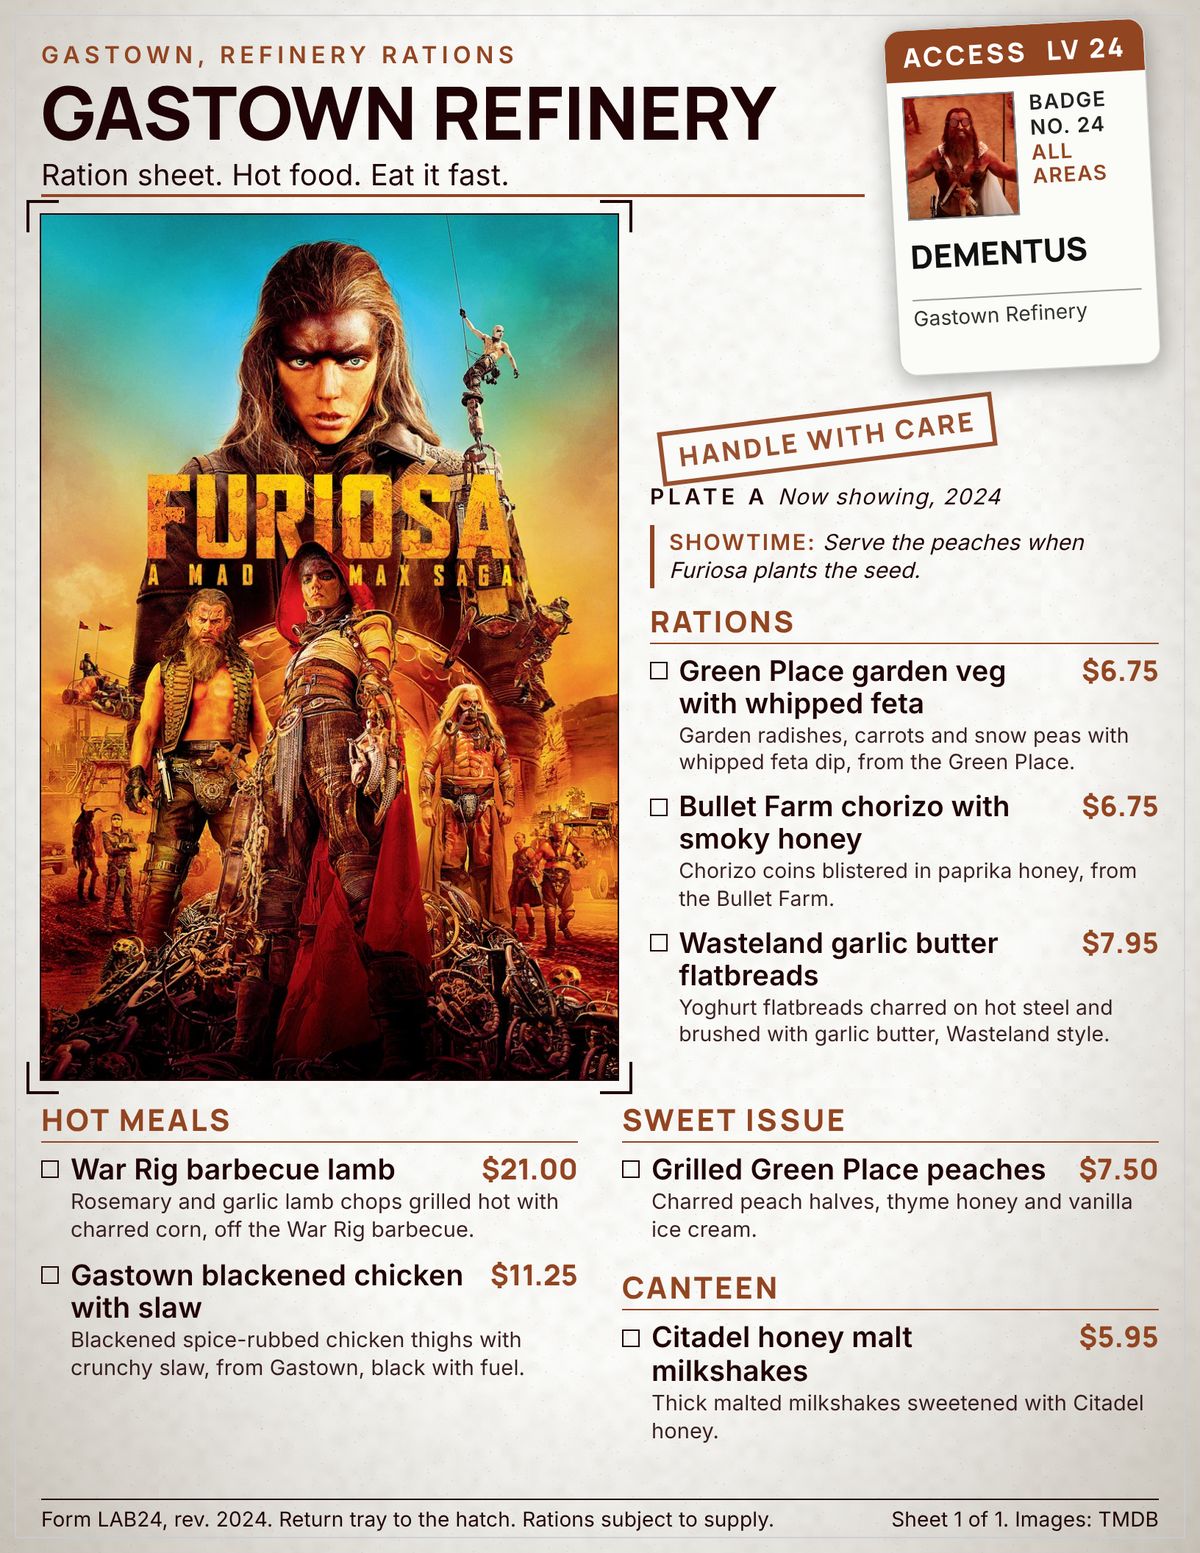 GASTOWN, REFINERY RATIONS
GASTOWN REFINERY
Ration sheet. Hot food. Eat it fast.
ACCESS LV 24
BADGE
NO. 24
ALL
AREAS
DEMENTUS
Gastown Refinery
FURIOSA
A MAD MAX SAGA
HANDLE WITH CARE
PLATE A Now showing, 2024
SHOWTIME: Serve the peaches when
Furiosa plants the seed.
RATIONS
Green Place garden veg $6.75
with whipped feta
Garden radishes, carrots and snow peas with
whipped feta dip, from the Green Place.
Bullet Farm chorizo with $6.75
smoky honey
Chorizo coins blistered in paprika honey, from
the Bullet Farm.
Wasteland garlic butter $7.95
flatbreads
Yoghurt flatbreads charred on hot steel and
brushed with garlic butter, Wasteland style.
HOT MEALS
War Rig barbecue lamb $21.00
Rosemary and garlic lamb chops grilled hot with
charred corn, off the War Rig barbecue.
Gastown blackened chicken $11.25
with slaw
Blackened spice-rubbed chicken thighs with
crunchy slaw, from Gastown, black with fuel.
SWEET ISSUE
Grilled Green Place peaches $7.50
Charred peach halves, thyme honey and vanilla
ice cream.
CANTEEN
Citadel honey malt $5.95
milkshakes
Thick malted milkshakes sweetened with Citadel
honey.
Form LAB24, rev. 2024. Return tray to the hatch. Rations subject to supply.
Sheet 1 of 1. Images: TMDB